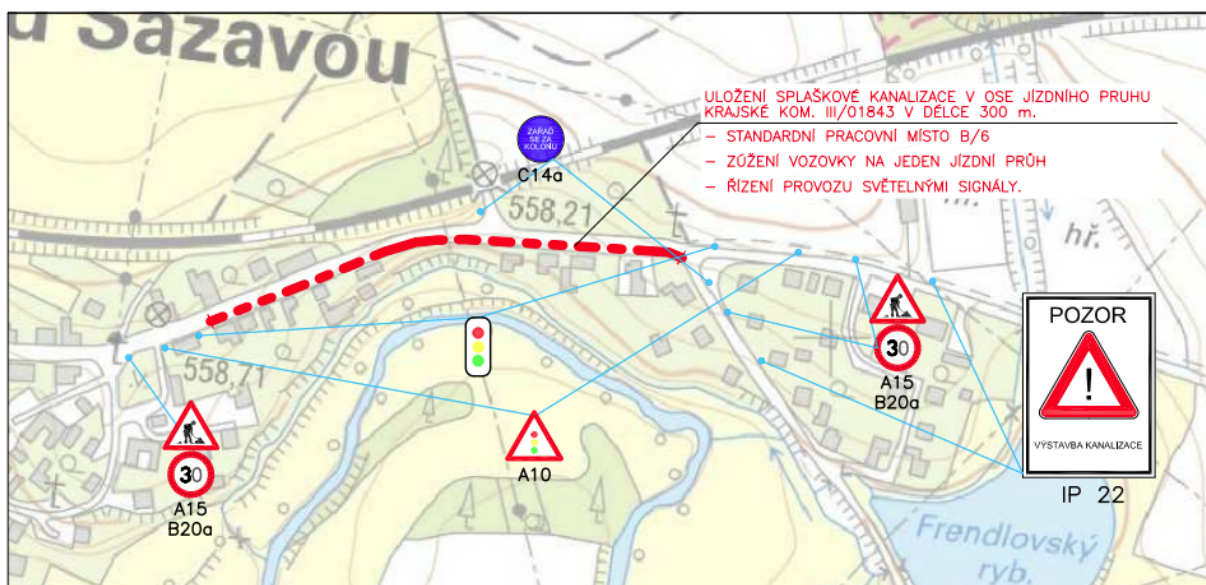 u Sázavou
ULOŽENÍ SPLAŠKOVÉ KANALIZACE V OSE JÍZDNÍHO PRUHU
KRAJSKÉ KOM. III/01843 V DÉLCE 300 m.
– STANDARDNÍ PRACOVNÍ MÍSTO B/6
– ZÚŽENÍ VOZOVKY NA JEDEN JÍZDNÍ PRŮH
– ŘÍZENÍ PROVOZU SVĚTELNÝMI SIGNÁLY.
ZAŘAĎ
SE ZA
KOLONU
C14a
558,21
hř.
POZOR
!
VÝSTAVBA KANALIZACE
IP 22
30
A15
B20a
558,71
A10
30
A15
B20a
Frendlovský
ryb.